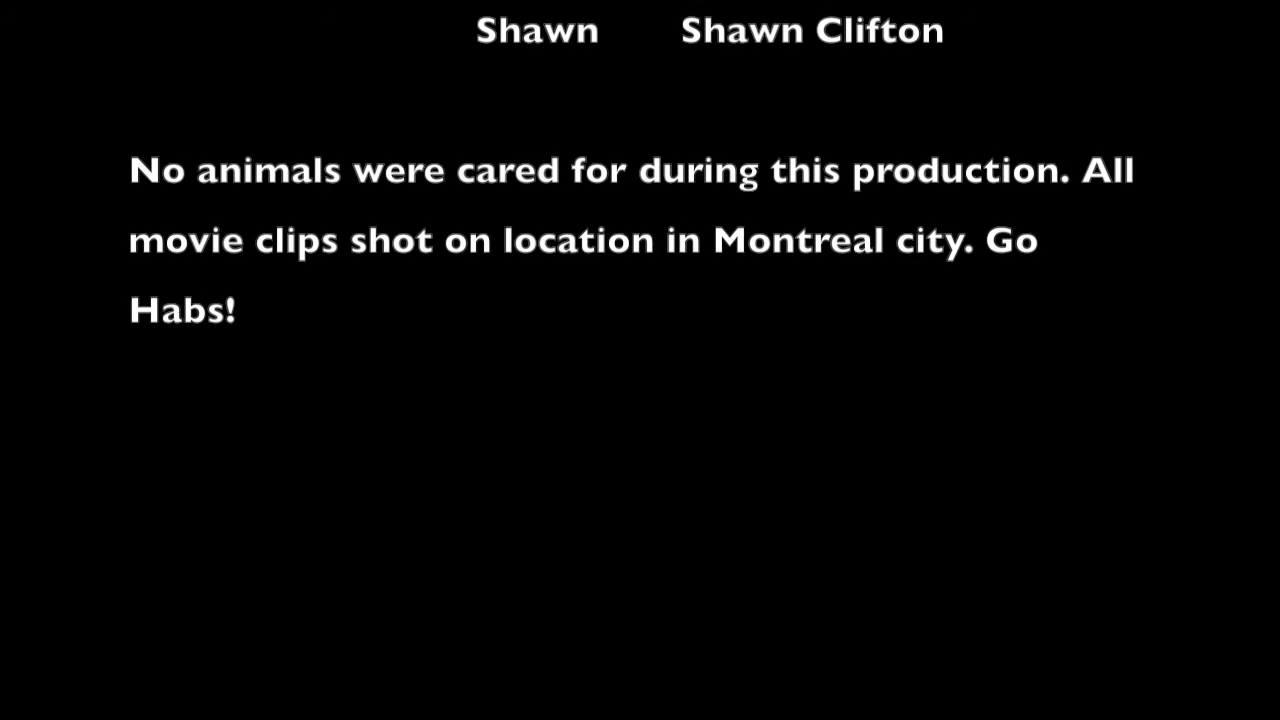 Shawn Shawn Clifton
No animals were cared for during this production. All
movie clips shot on location in Montreal city. Go
Habs!